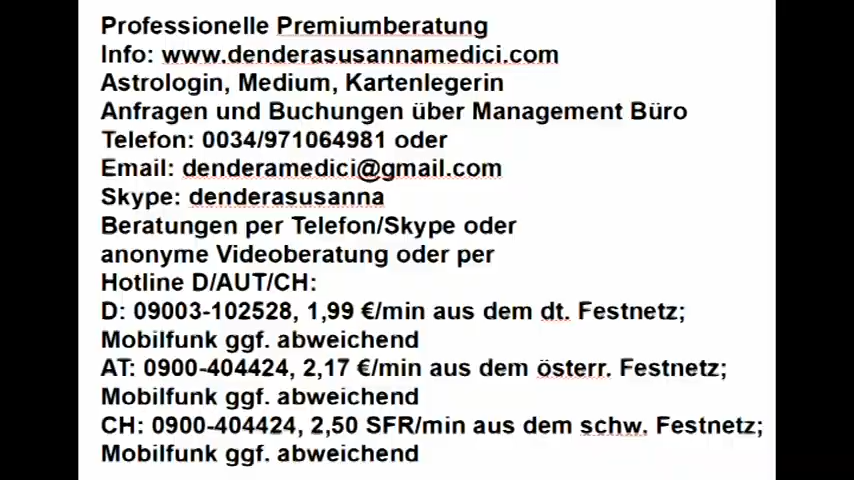 Professionelle Premiumberatung
Info: www.denderasusannamedici.com
Astrologin, Medium, Kartenlegerin
Anfragen und Buchungen über Management Büro
Telefon: 0034/971064981 oder
Email: denderamedici@gmail.com
Skype: denderasusanna
Beratungen per Telefon/Skype oder
anonyme Videoberatung oder per
Hotline D/AUT/CH:
D: 09003-102528, 1,99 €/min aus dem dt. Festnetz;
Mobilfunk ggf. abweichend
AT: 0900-404424, 2,17 €/min aus dem österr. Festnetz;
Mobilfunk ggf. abweichend
CH: 0900-404424, 2,50 SFR/min aus dem schw. Festnetz;
Mobilfunk ggf. abweichend